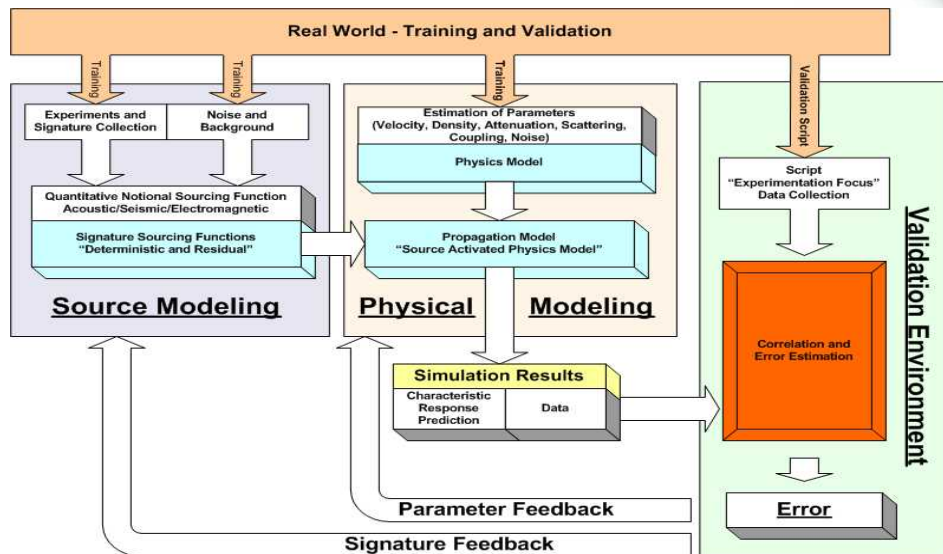 Real World - Training and Validation
Training
Training
Training
Validation Script
Experiments and
Signature Collection
Noise and
Background
Quantitative Notional Sourcing Function
Acoustic/Seismic/Electromagnetic
Signature Sourcing Functions
“Deterministic and Residual”
Source Modeling
Estimation of Parameters
(Velocity, Density, Attenuation, Scattering,
Coupling, Noise)
Physics Model
Propagation Model
“Source Activated Physics Model”
Physical Modeling
Simulation Results
Characteristic
Response
Prediction
Data
Script
“Experimentation Focus”
Data Collection
Correlation and
Error Estimation
Error
Validation Environment
Parameter Feedback
Signature Feedback